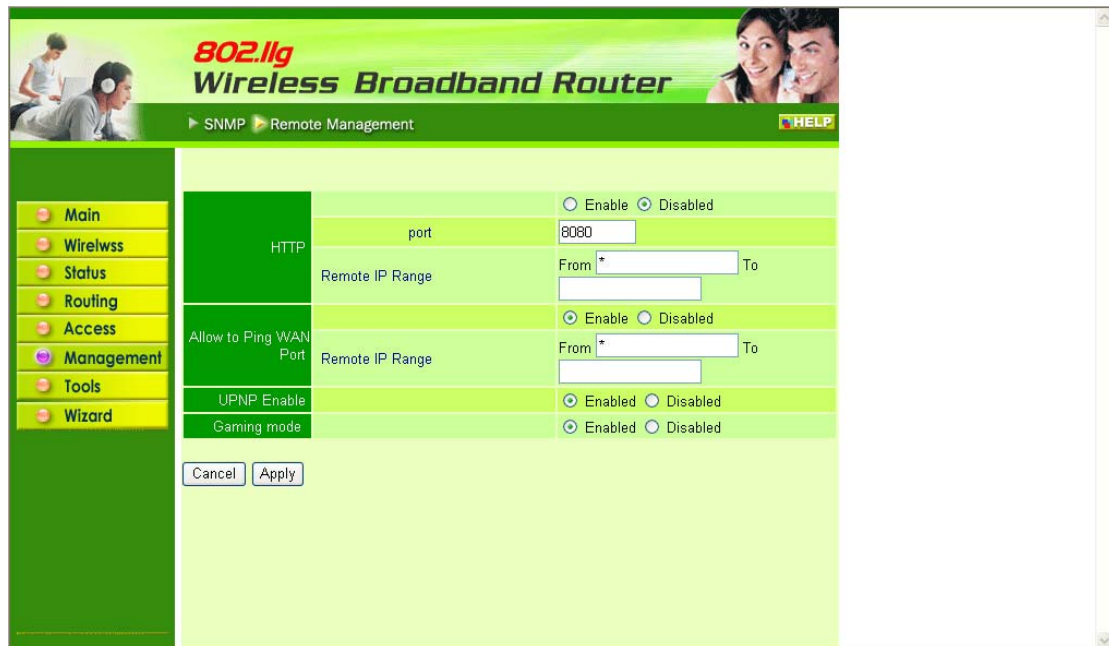 802.11g
Wireless Broadband Router
SNMP Remote Management
HELP
Main
Wirelwss
Status
Routing
Access
Management
Tools
Wizard
HTTP
Enable Disabled
port 8080
Remote IP Range From * To
Allow to Ping WAN Port
Enable Disabled
Remote IP Range From * To
UPNP Enable Enabled Disabled
Gaming mode Enabled Disabled
Cancel Apply